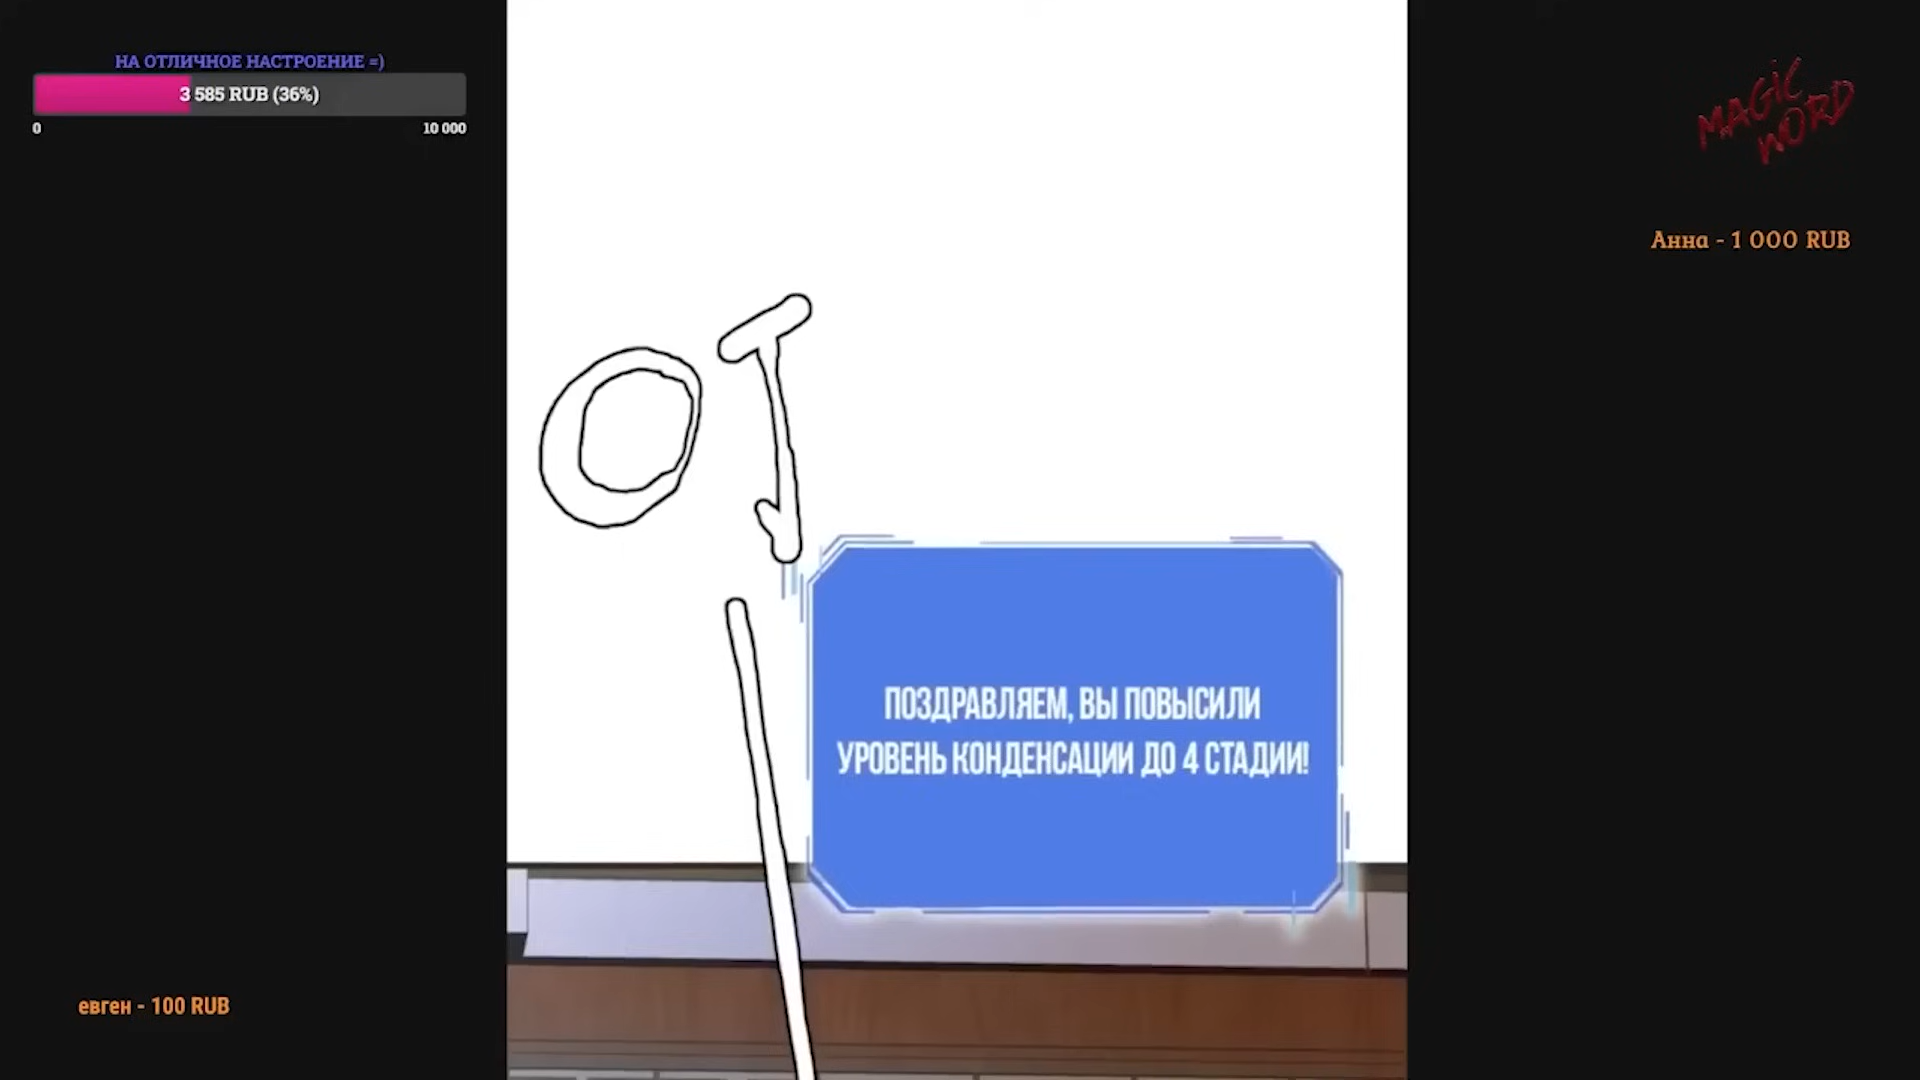 НА ОТЛИЧНОЕ НАСТРОЕНИЕ =)
3 585 RUB (36%)
0
10 000
MAGIC
WORD
Анна - 1 000 RUB
ПОЗДРАВЛЯЕМ, ВЫ ПОВЫСИЛИ
УРОВЕНЬ КОНДЕНСАЦИИ ДО 4 СТАДИИ!
евген - 100 RUB